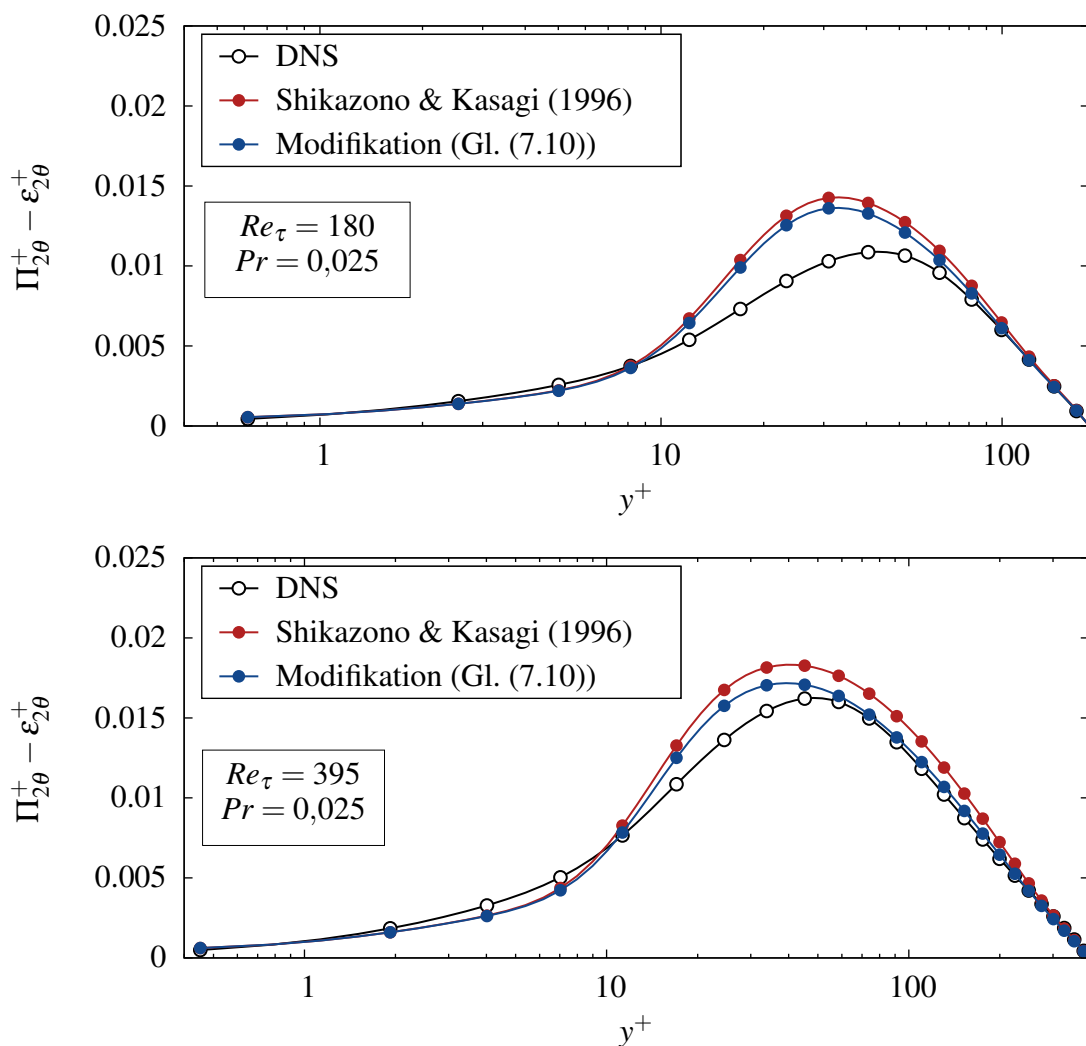 0.025
0.02
0.015
0.01
0.005
0
Π⁺₂θ − ε⁺₂θ
DNS
Shikazono & Kasagi (1996)
Modifikation (Gl. (7.10))
Reτ = 180
Pr = 0,025
1 10 100
y⁺
0.025
0.02
0.015
0.01
0.005
0
Π⁺₂θ − ε⁺₂θ
DNS
Shikazono & Kasagi (1996)
Modifikation (Gl. (7.10))
Reτ = 395
Pr = 0,025
1 10 100
y⁺